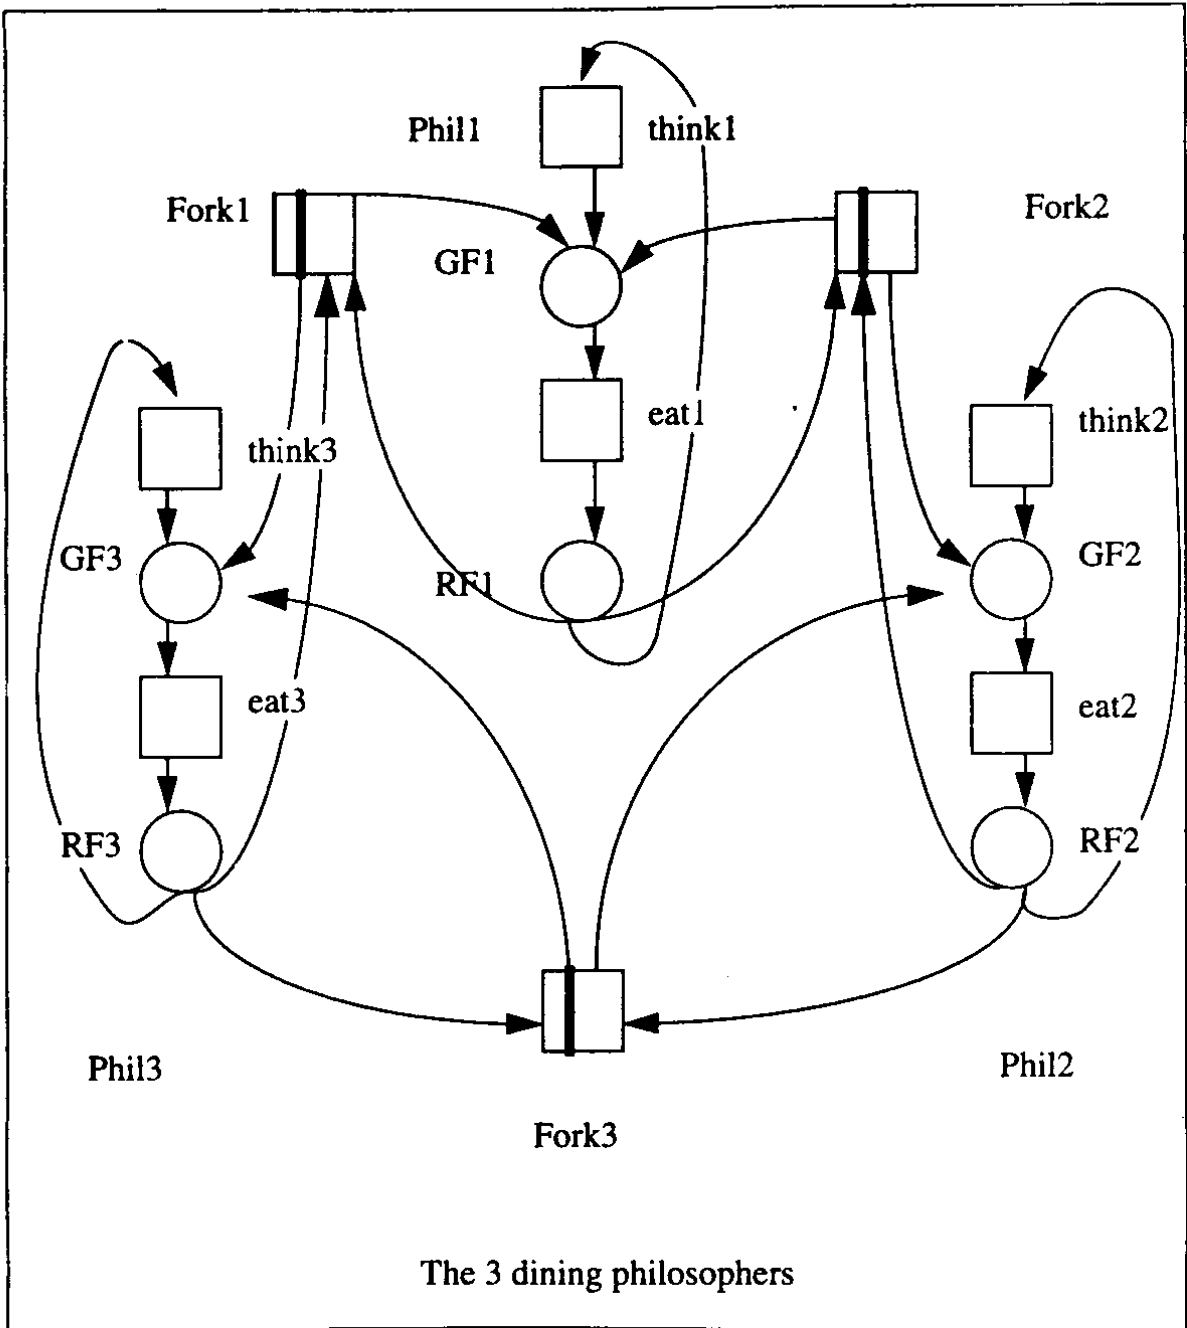 Phil1
think1
Fork1
Fork2
GF1
eat1
think2
think3
GF3
GF2
RF1
eat3
eat2
RF3
RF2
Phil3
Phil2
Fork3
The 3 dining philosophers